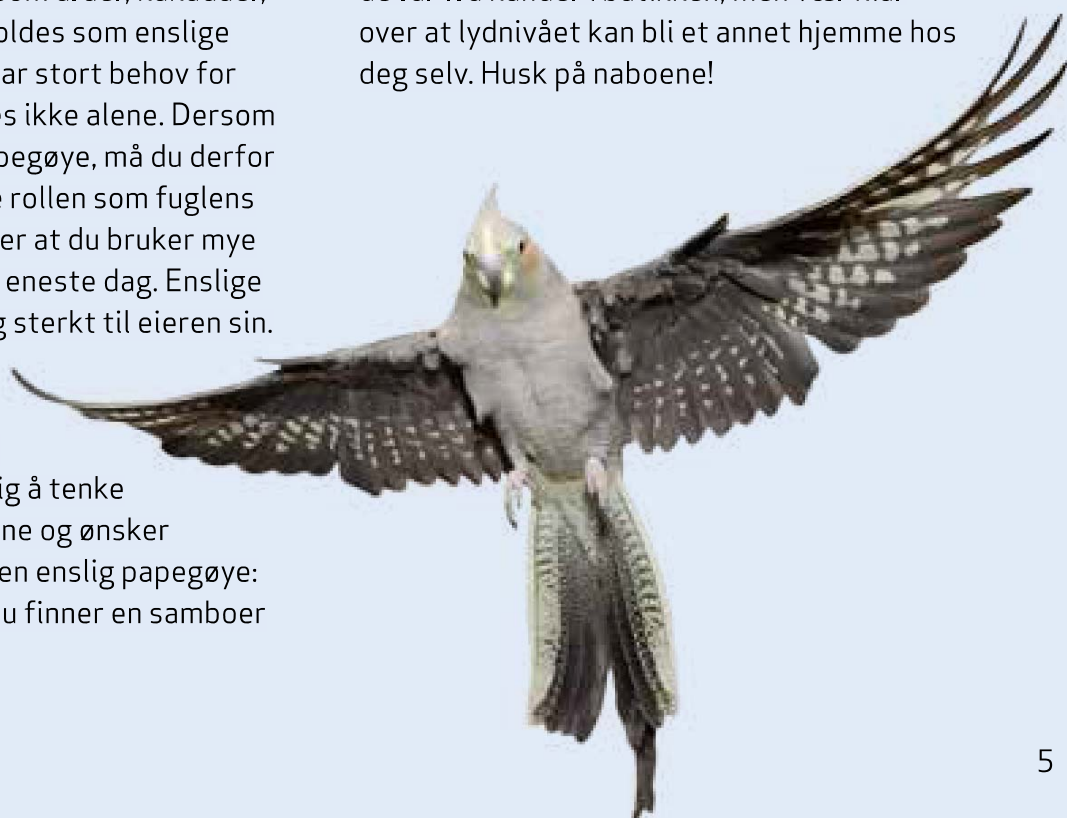 oldes som enslige
ar stort behov for
s ikke alene. Dersom
pegøye, må du derfor
e rollen som fuglens
er at du bruker mye
eneste dag. Enslige
g sterkt til eieren sin.
ig å tenke
ne og ønsker
en enslig papegøye:
u finner en samboer
over at lydnivået kan bli et annet hjemme hos
deg selv. Husk på naboene!
5